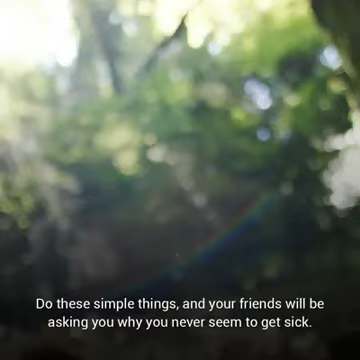 Do these simple things, and your friends will be
asking you why you never seem to get sick.